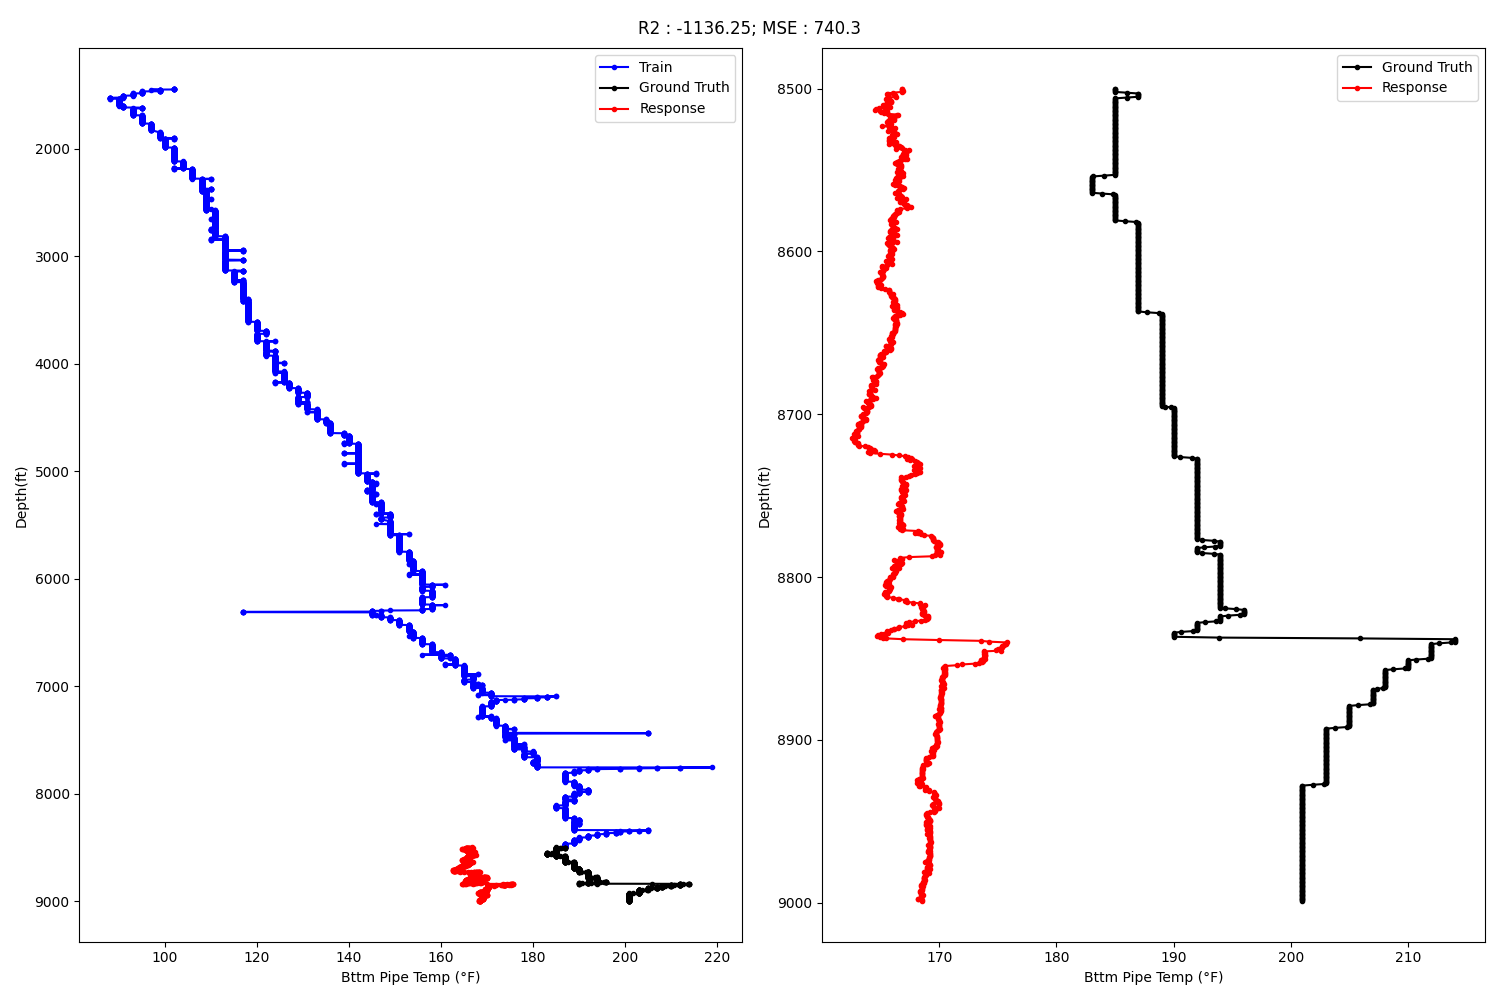 R2 : -1136.25; MSE : 740.3
Train
Ground Truth
Response
2000
3000
4000
5000
6000
7000
8000
9000
Depth(ft)
100
120
140
160
180
200
220
Bttm Pipe Temp (°F)
Ground Truth
Response
8500
8600
8700
8800
8900
9000
Depth(ft)
170
180
190
200
210
Bttm Pipe Temp (°F)